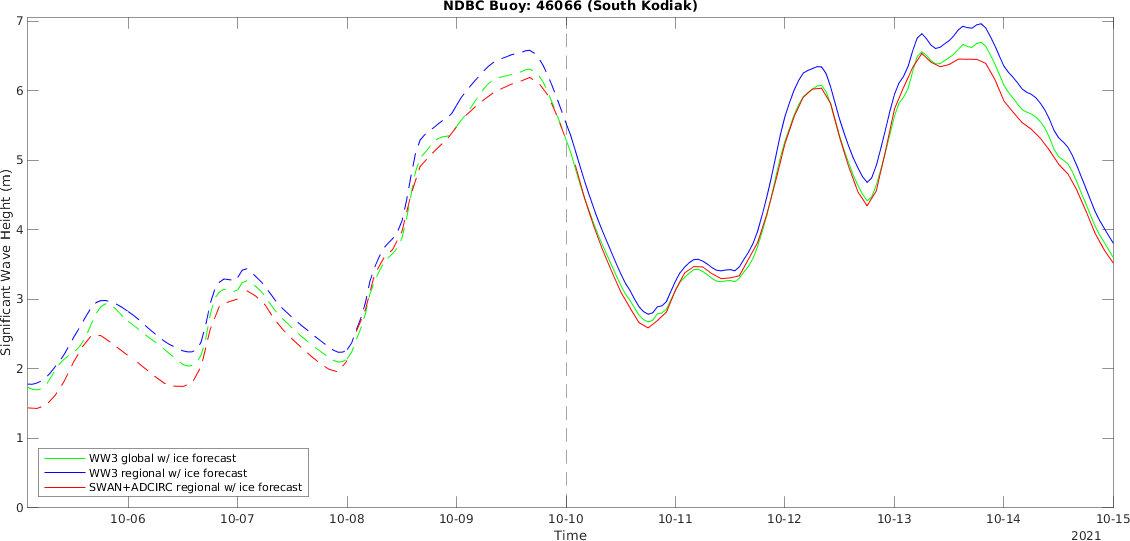 NDBC Buoy: 46066 (South Kodiak)
Significant Wave Height (m)
7
6
5
4
3
2
1
0
WW3 global w/ ice forecast
WW3 regional w/ ice forecast
SWAN+ADCIRC regional w/ ice forecast
10-06 10-07 10-08 10-09 10-10 10-11 10-12 10-13 10-14 10-15
Time
2021